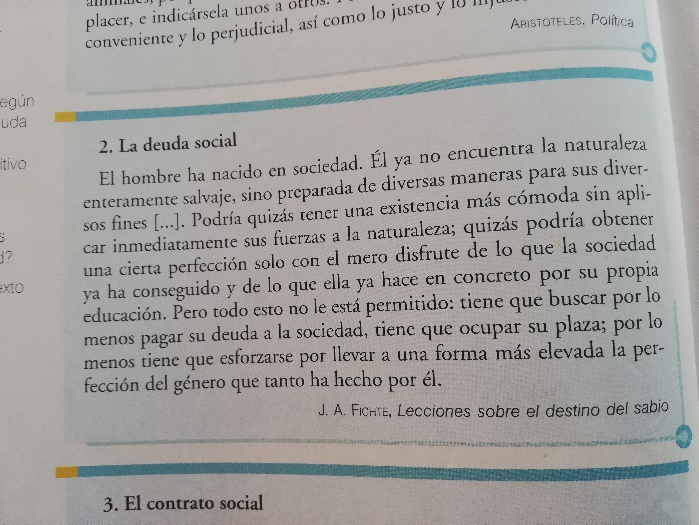 placer, e indicársela unos a otros.
conveniente y lo perjudicial, así como lo justo y lo
ARISTÓTELES, Política
egún
uda
itivo
s
d?
exto
2. La deuda social
El hombre ha nacido en sociedad. Él ya no encuentra la naturaleza
enteramente salvaje, sino preparada de diversas maneras para sus diver-
sos fines [...]. Podría quizás tener una existencia más cómoda sin apli-
car inmediatamente sus fuerzas a la naturaleza; quizás podría obtener
una cierta perfección solo con el mero disfrute de lo que la sociedad
ya ha conseguido y de lo que ella ya hace en concreto por su propia
educación. Pero todo esto no le está permitido: tiene que buscar por lo
menos pagar su deuda a la sociedad, tiene que ocupar su plaza; por lo
menos tiene que esforzarse por llevar a una forma más elevada la per-
fección del género que tanto ha hecho por él.
J. A. FICHTE, Lecciones sobre el destino del sabio
3. El contrato social